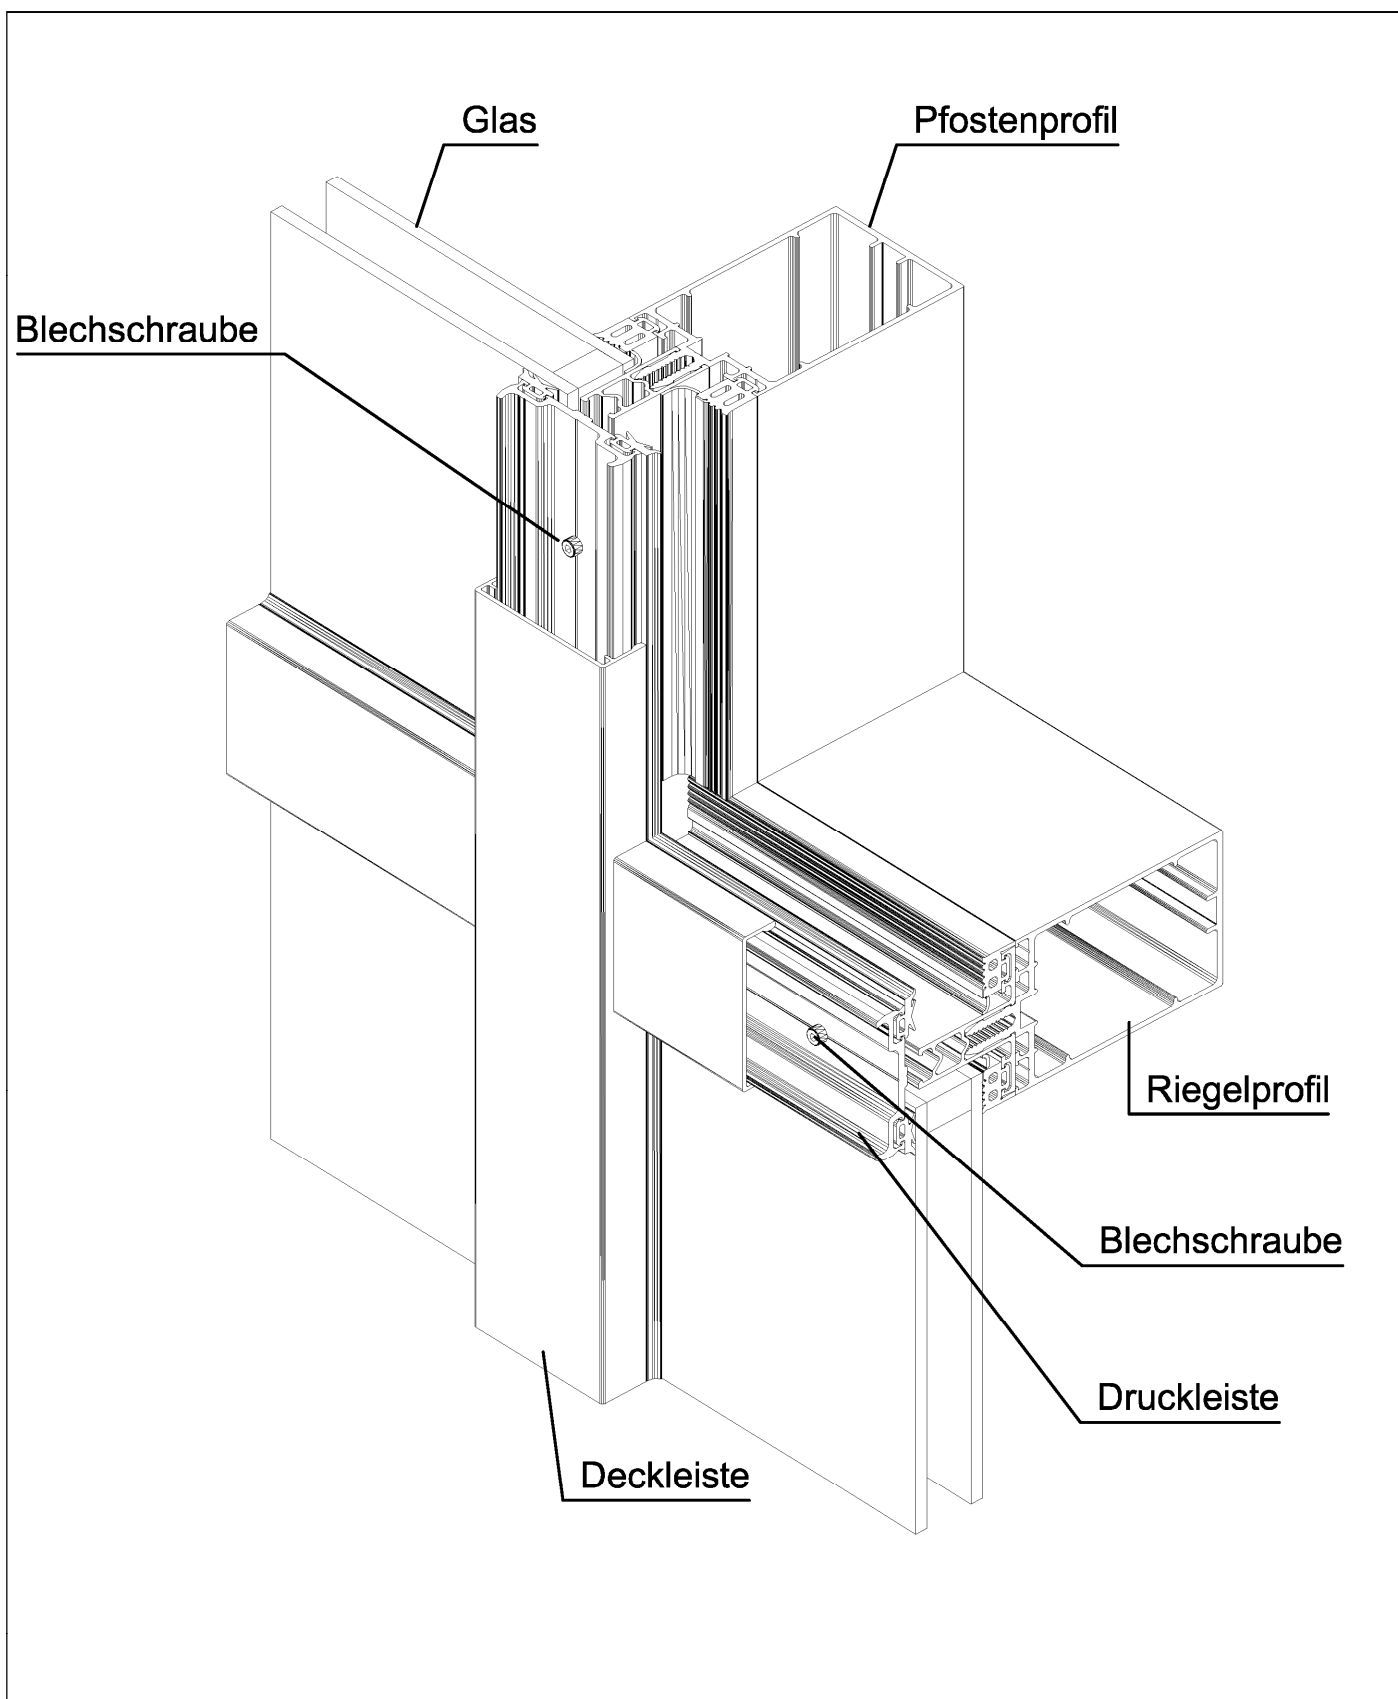 Glas
Pfostenprofil
Blechschraube
Riegelprofil
Blechschraube
Druckleiste
Deckleiste